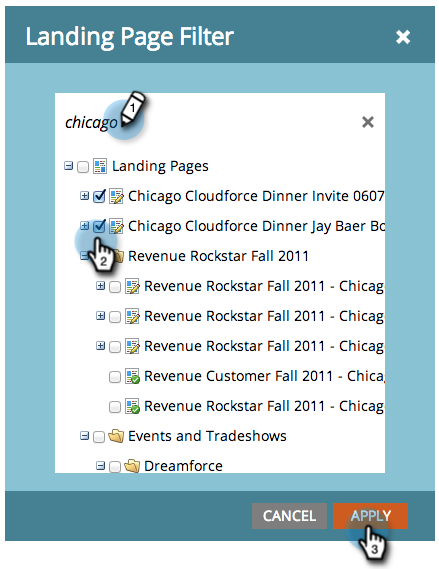 Landing Page Filter
chicago
1
Landing Pages
Chicago Cloudforce Dinner Invite 0607
Chicago Cloudforce Dinner Jay Baer Bo
2
Revenue Rockstar Fall 2011
Revenue Rockstar Fall 2011 - Chicag
Revenue Rockstar Fall 2011 - Chicag
Revenue Rockstar Fall 2011 - Chicag
Revenue Customer Fall 2011 - Chica
Revenue Rockstar Fall 2011 - Chicag
Events and Tradeshows
Dreamforce
CANCEL APPLY
3